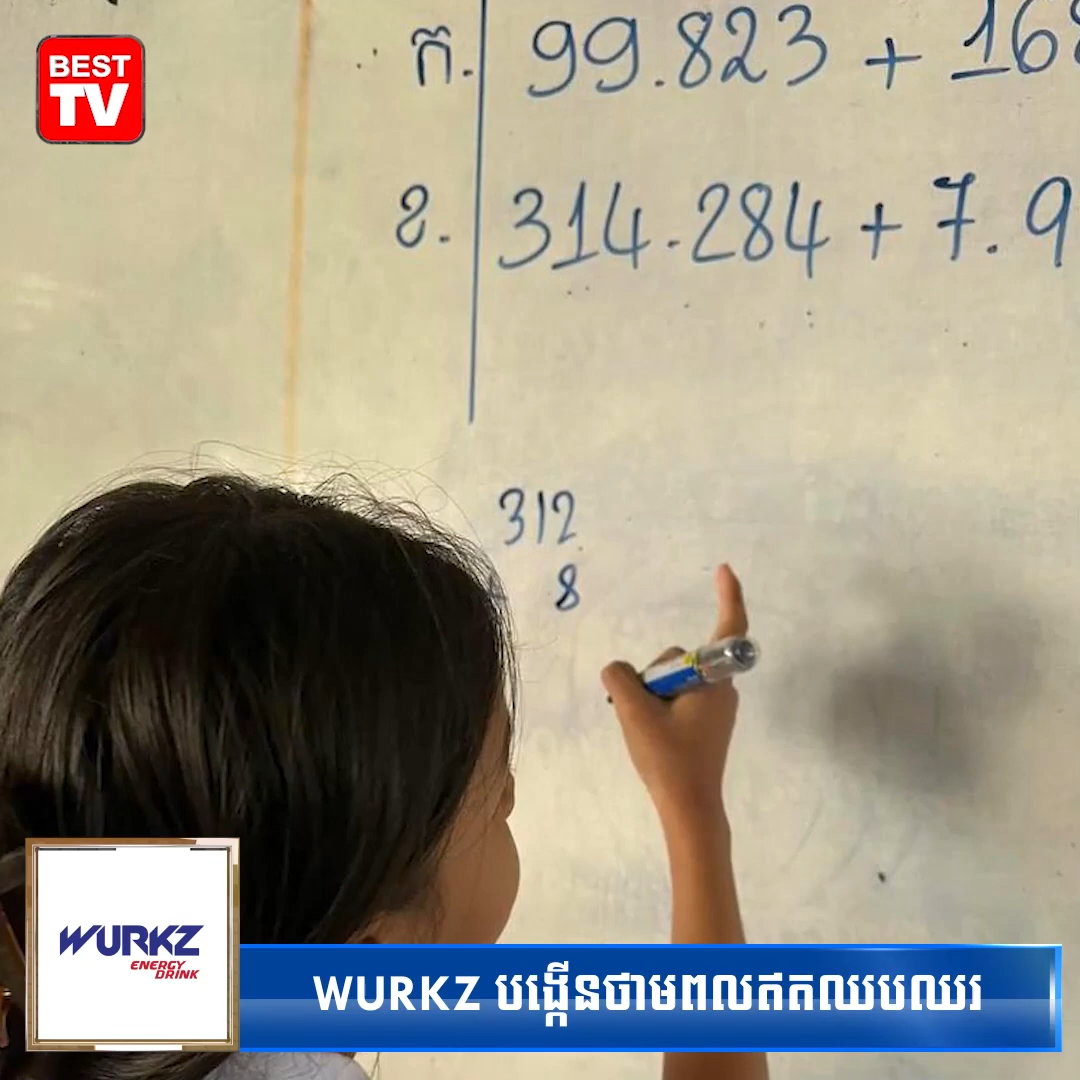 BEST
TV
ក. 99.823 + 168
ខ. 314.284 + 7.9
312
8
WURKZ
ENERGY
DRINK
WURKZ បង្កើនថាមពលឥតឈប់ឈរ